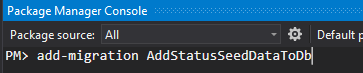 Package Manager Console
Package source: All Default p
PM> add-migration AddStatusSeedDataToDb